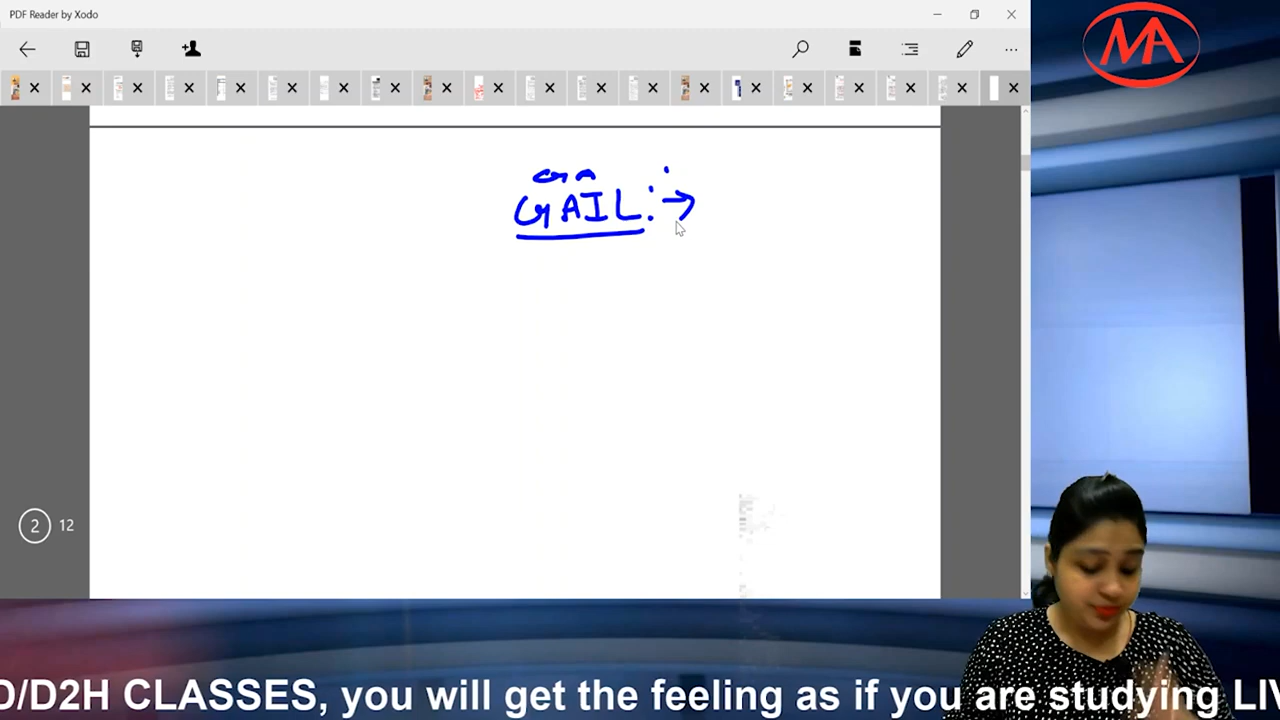 PDF Reader by Xodo
MA
GA
GAIL :→
2 12
D/D2H CLASSES, you will get the feeling as if you are studying LIV